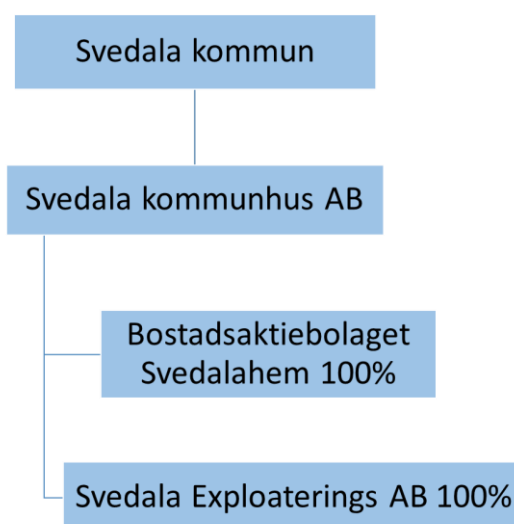 Svedala kommun
Svedala kommunhus AB
Bostadsaktiebolaget
Svedalahem 100%
Svedala Exploaterings AB 100%